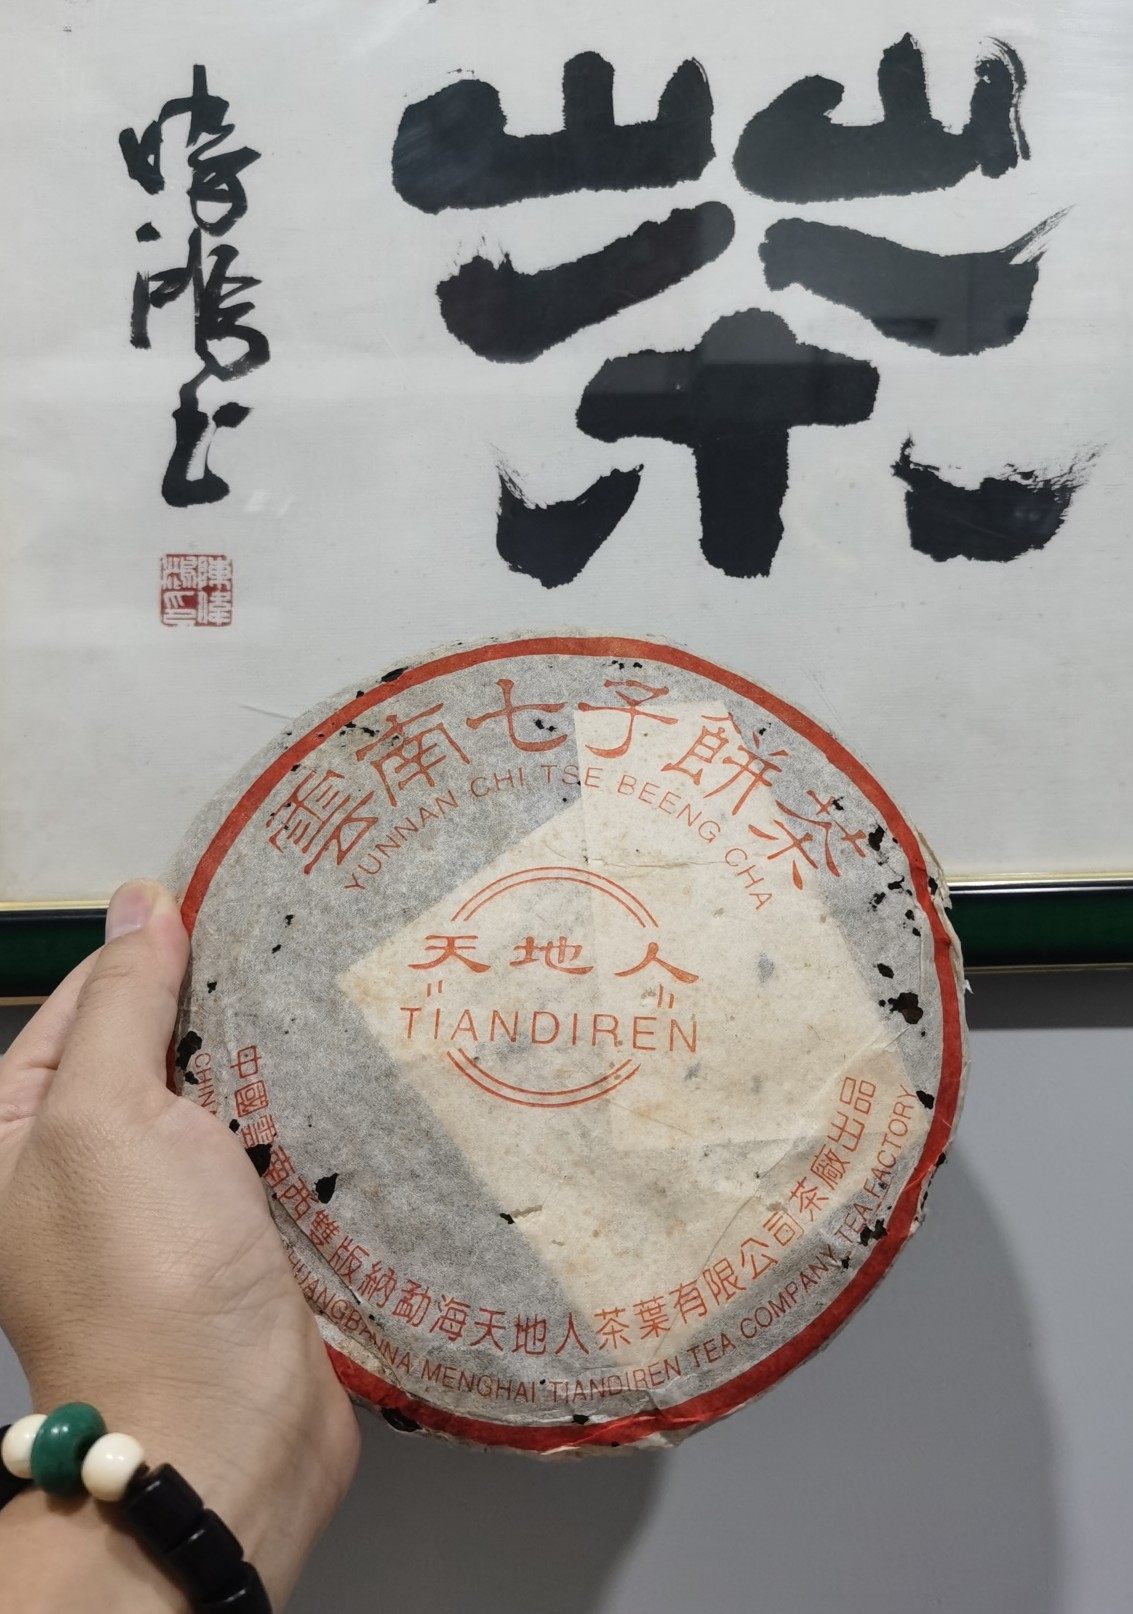 茶
雲南七子餅茶
YUNNAN CHI TSE BEENG CHA
天地人
TIANDIREN
中國雲南西雙版納勐海天地人茶葉有限公司茶廠出品
MENGHAI TIANDIREN TEA COMPANY TEA FACTORY